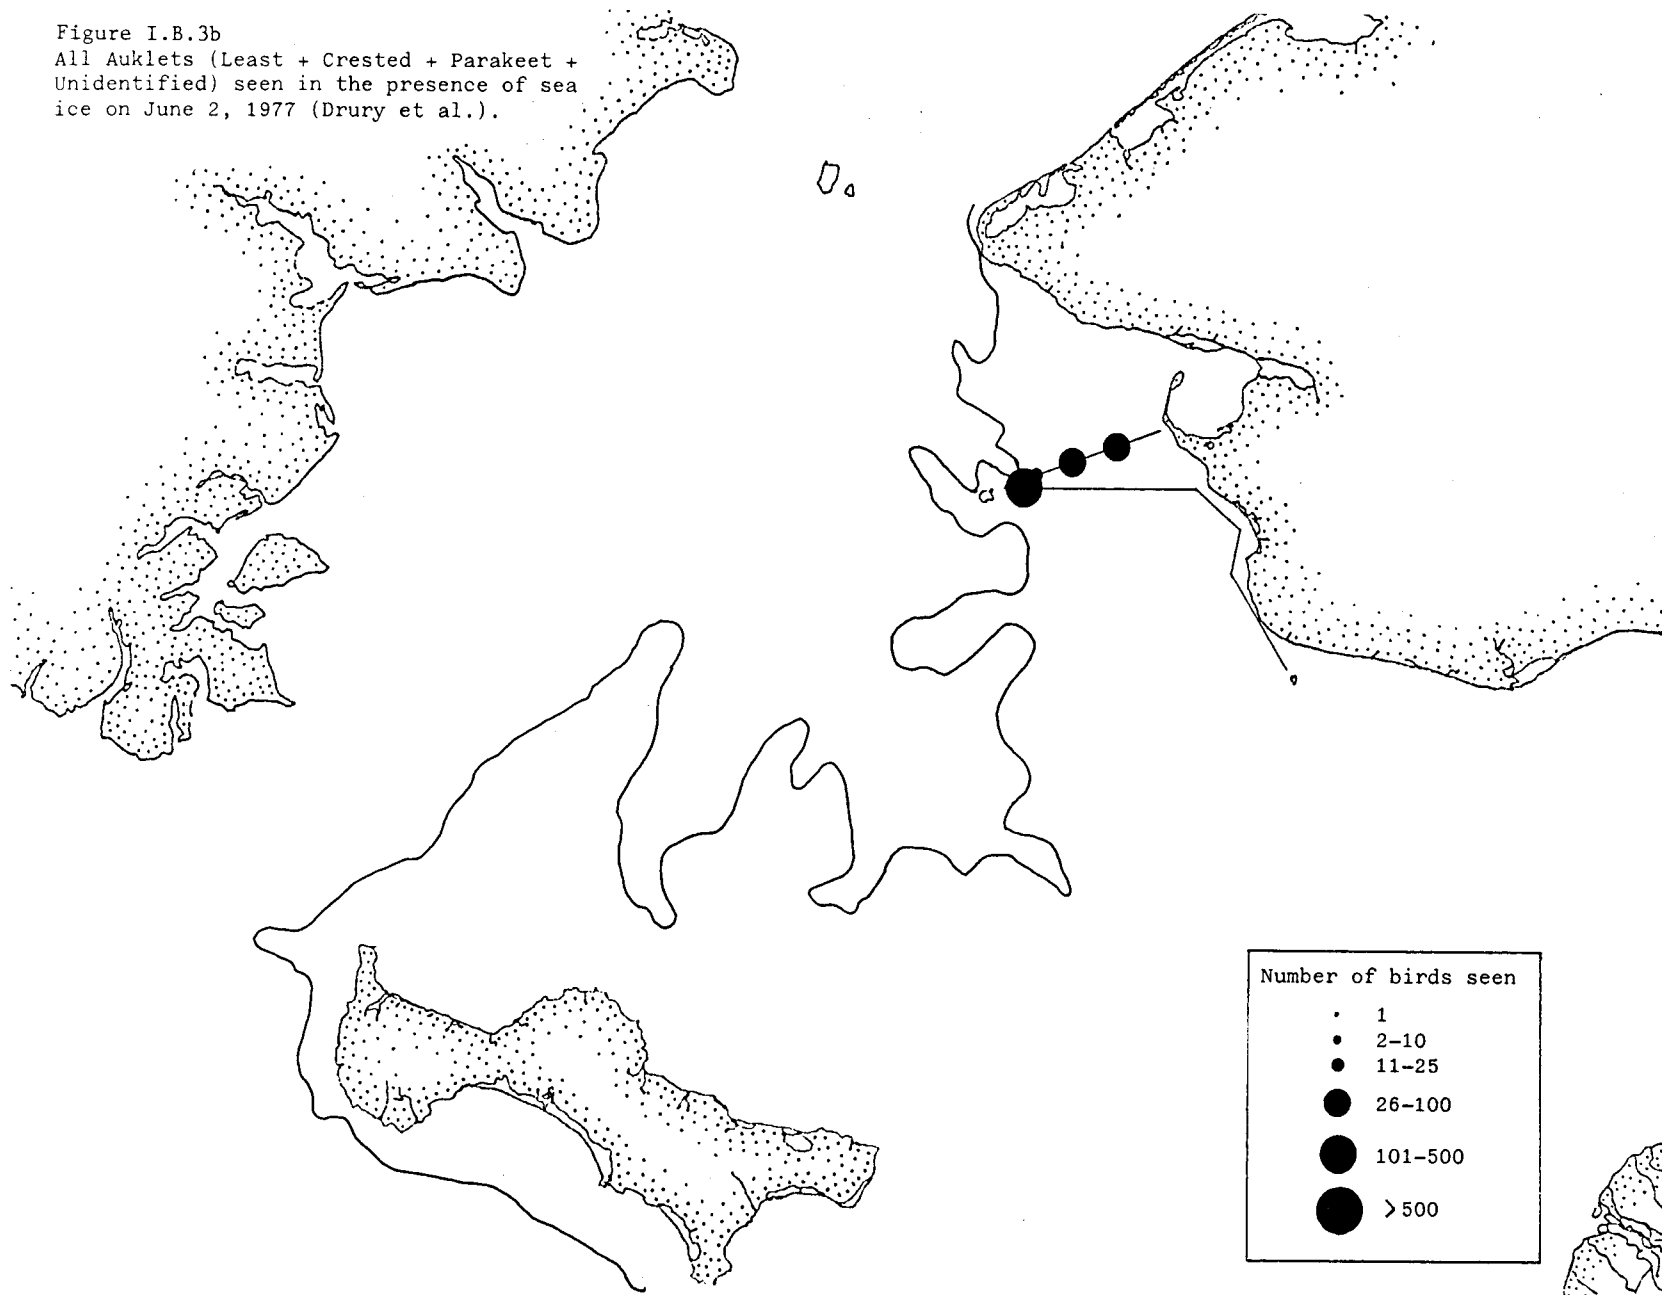 Figure I.B.3b
All Auklets (Least + Crested + Parakeet +
Unidentified) seen in the presence of sea
ice on June 2, 1977 (Drury et al.).
Number of birds seen
1
2-10
11-25
26-100
101-500
>500